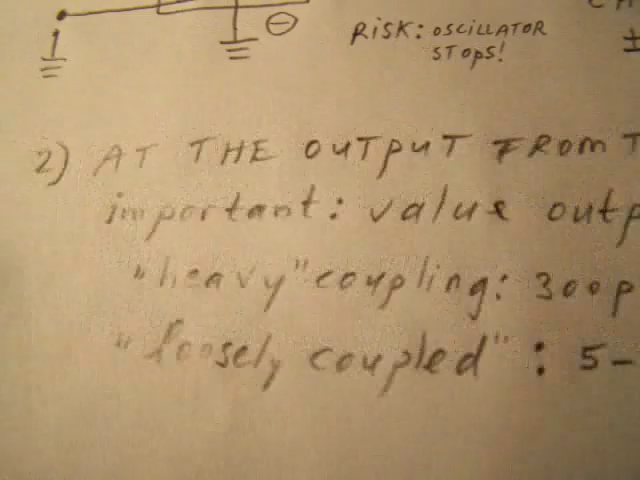 RISK: OSCILLATOR
STOPS!
2) AT THE OUTPUT FROM
important: value outp
"heavy" coupling: 300p
"loosely coupled": 5-